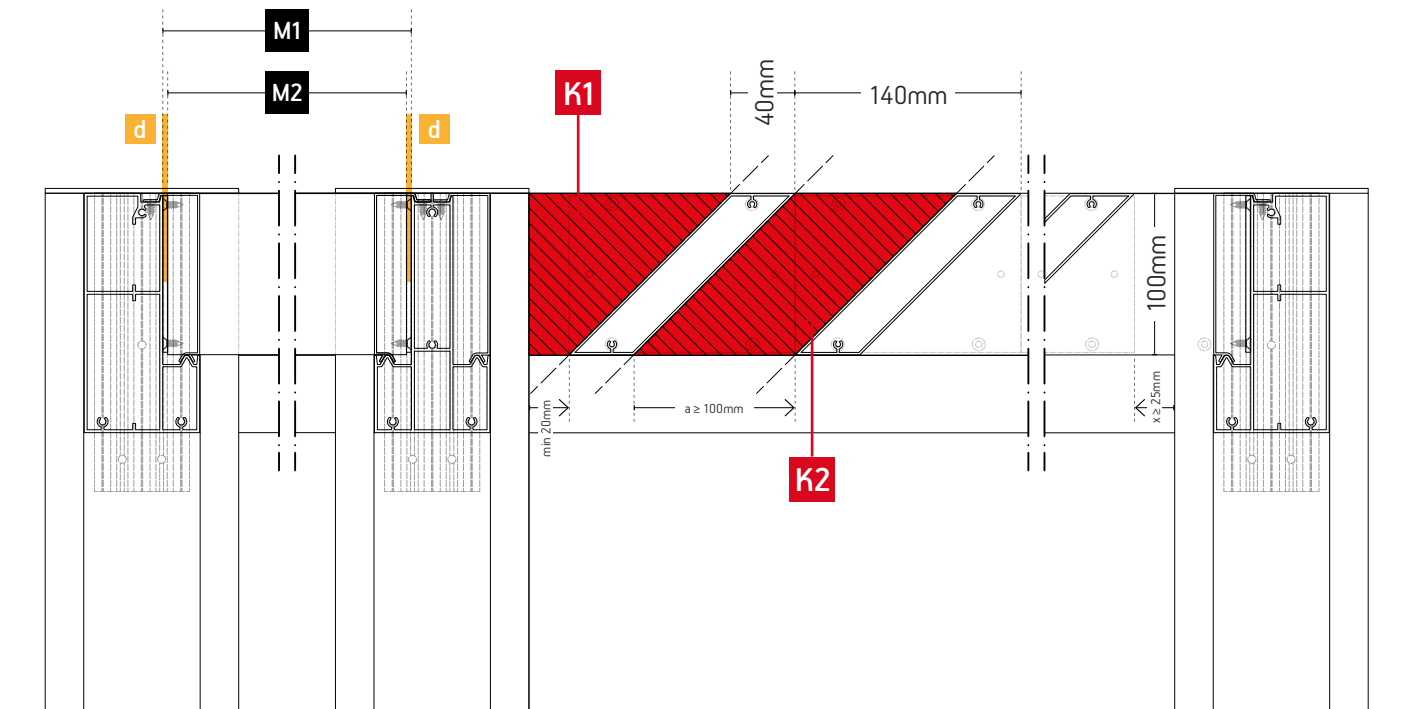 M1
M2
d
d
K1
40mm
140mm
100mm
min 20mm
a ≥ 100mm
x ≥ 25mm
K2